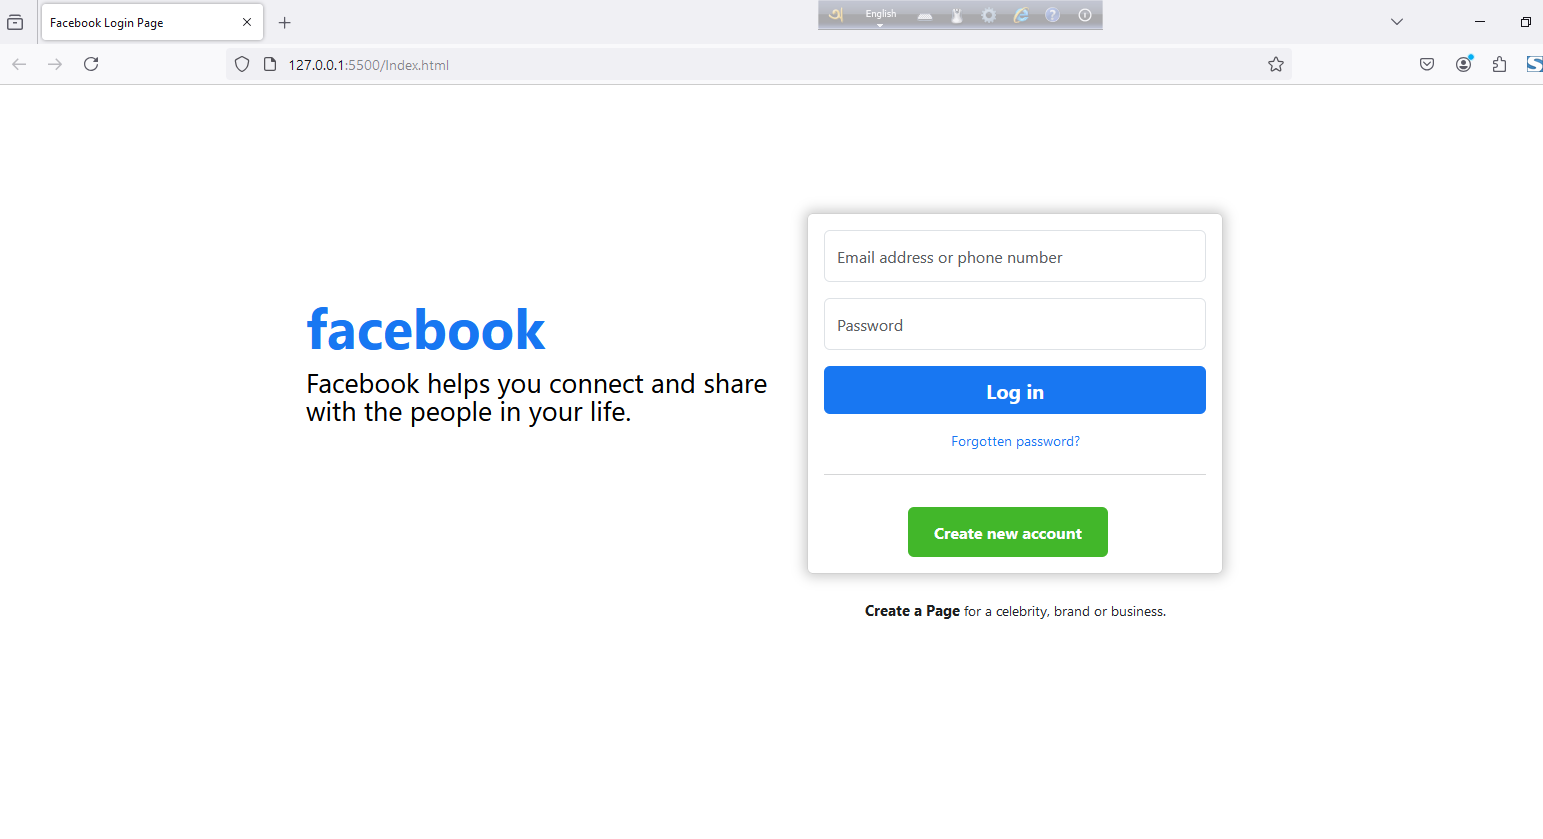 Facebook Login Page
English
127.0.0.1:5500/Index.html
facebook
Facebook helps you connect and share
with the people in your life.
Email address or phone number
Password
Log in
Forgotten password?
Create new account
Create a Page for a celebrity, brand or business.